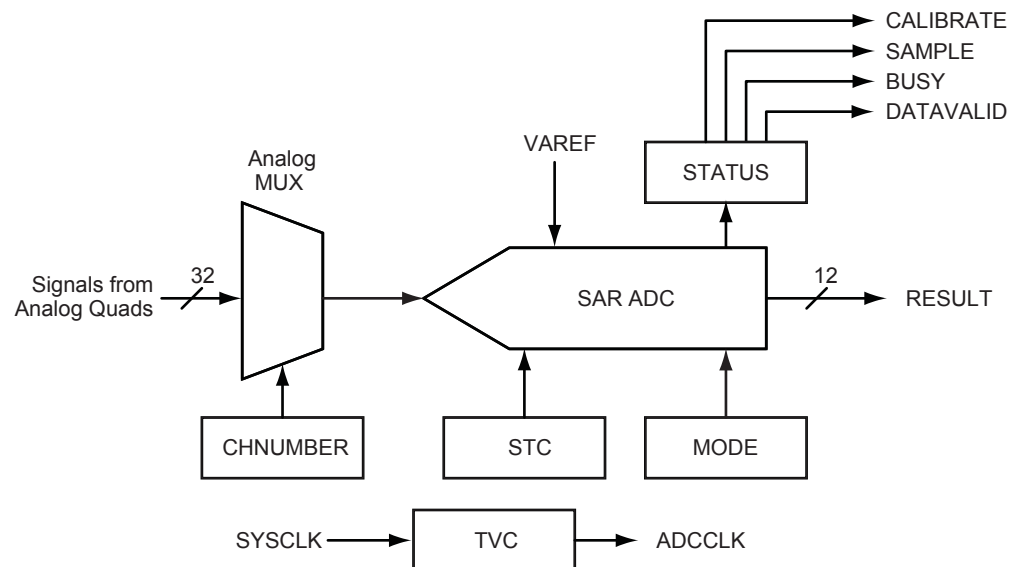 CALIBRATE
SAMPLE
BUSY
DATAVALID
VAREF
STATUS
Analog
MUX
Signals from
Analog Quads
32
SAR ADC
12
RESULT
CHNUMBER
STC
MODE
SYSCLK
TVC
ADCCLK